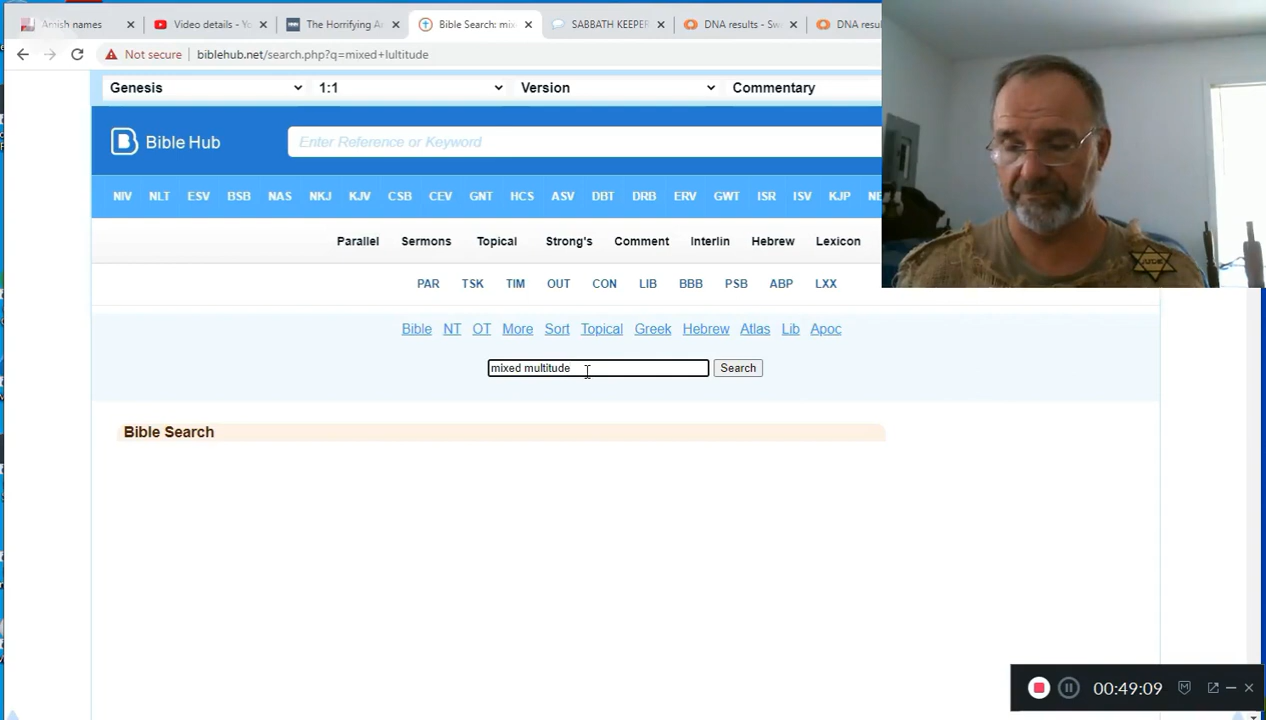 Amish names
Video details - Yo
The Horrifying Ar
Bible Search: mixe
SABBATH KEEPER
DNA results - Sw
DNA resul
Not secure
biblehub.net/search.php?q=mixed+lultitude
Genesis 1:1 Version Commentary
Bible Hub
Enter Reference or Keyword
NIV NLT ESV BSB NAS NKJ KJV CSB CEV GNT HCS ASV DBT DRB ERV GWT ISR ISV KJP NE
Parallel Sermons Topical Strong's Comment Interlin Hebrew Lexicon
PAR TSK TIM OUT CON LIB BBB PSB ABP LXX
Bible NT OT More Sort Topical Greek Hebrew Atlas Lib Apoc
mixed multitude Search
Bible Search
00:49:09